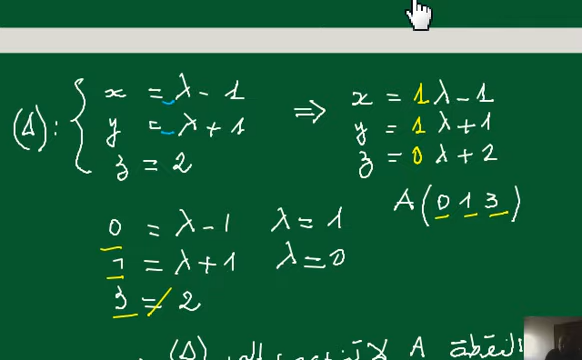 (Δ): { x = λ - 1 ⇒ x = 1λ - 1
y = λ + 1 y = 1λ + 1
z = 2 z = 0λ + 2
A (0 1 3)
0 = λ - 1 λ = 1
1 = λ + 1 λ = 0
3 ≠ 2
(Δ) A